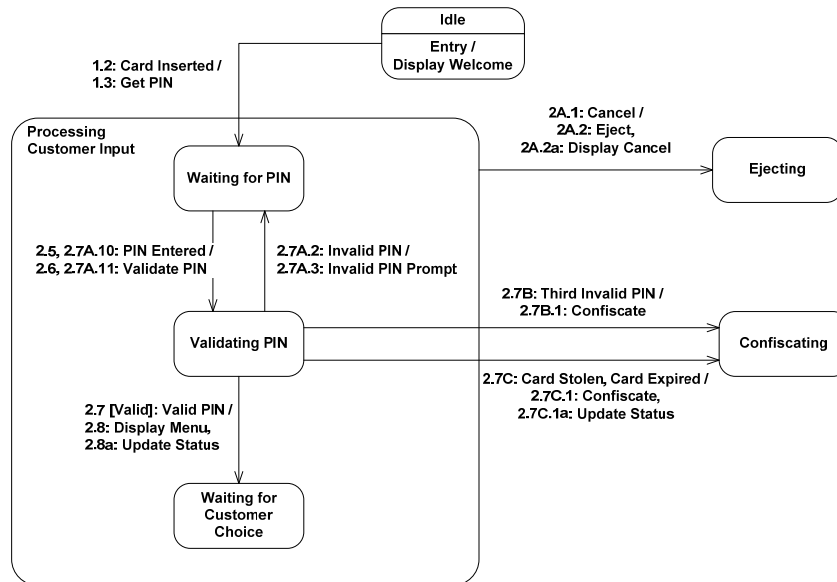 Idle
Entry /
Display Welcome
1.2: Card Inserted /
1.3: Get PIN
Processing
Customer Input
Waiting for PIN
2A.1: Cancel /
2A.2: Eject,
2A.2a: Display Cancel
Ejecting
2.5, 2.7A.10: PIN Entered /
2.6, 2.7A.11: Validate PIN
2.7A.2: Invalid PIN /
2.7A.3: Invalid PIN Prompt
Validating PIN
2.7B: Third Invalid PIN /
2.7B.1: Confiscate
Confiscating
2.7C: Card Stolen, Card Expired /
2.7C.1: Confiscate,
2.7C.1a: Update Status
2.7 [Valid]: Valid PIN /
2.8: Display Menu,
2.8a: Update Status
Waiting for
Customer
Choice